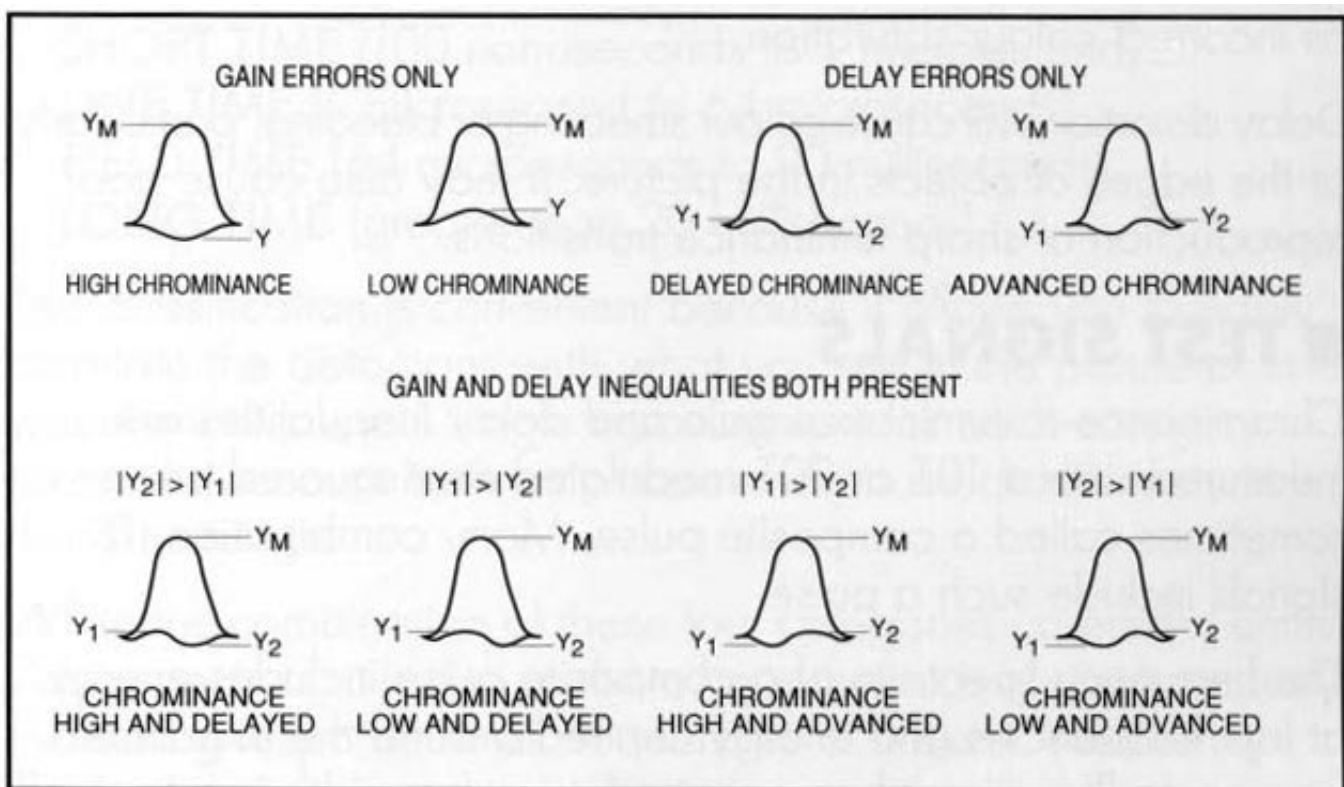 GAIN ERRORS ONLY
DELAY ERRORS ONLY
YM
YM
YM
YM
Y
Y
Y1
Y2
Y1
Y2
HIGH CHROMINANCE
LOW CHROMINANCE
DELAYED CHROMINANCE
ADVANCED CHROMINANCE
GAIN AND DELAY INEQUALITIES BOTH PRESENT
|Y2|>|Y1|
|Y1|>|Y2|
|Y1|>|Y2|
|Y2|>|Y1|
YM
YM
YM
YM
Y1
Y2
Y1
Y2
Y1
Y2
Y1
Y2
CHROMINANCE
HIGH AND DELAYED
CHROMINANCE
LOW AND DELAYED
CHROMINANCE
HIGH AND ADVANCED
CHROMINANCE
LOW AND ADVANCED